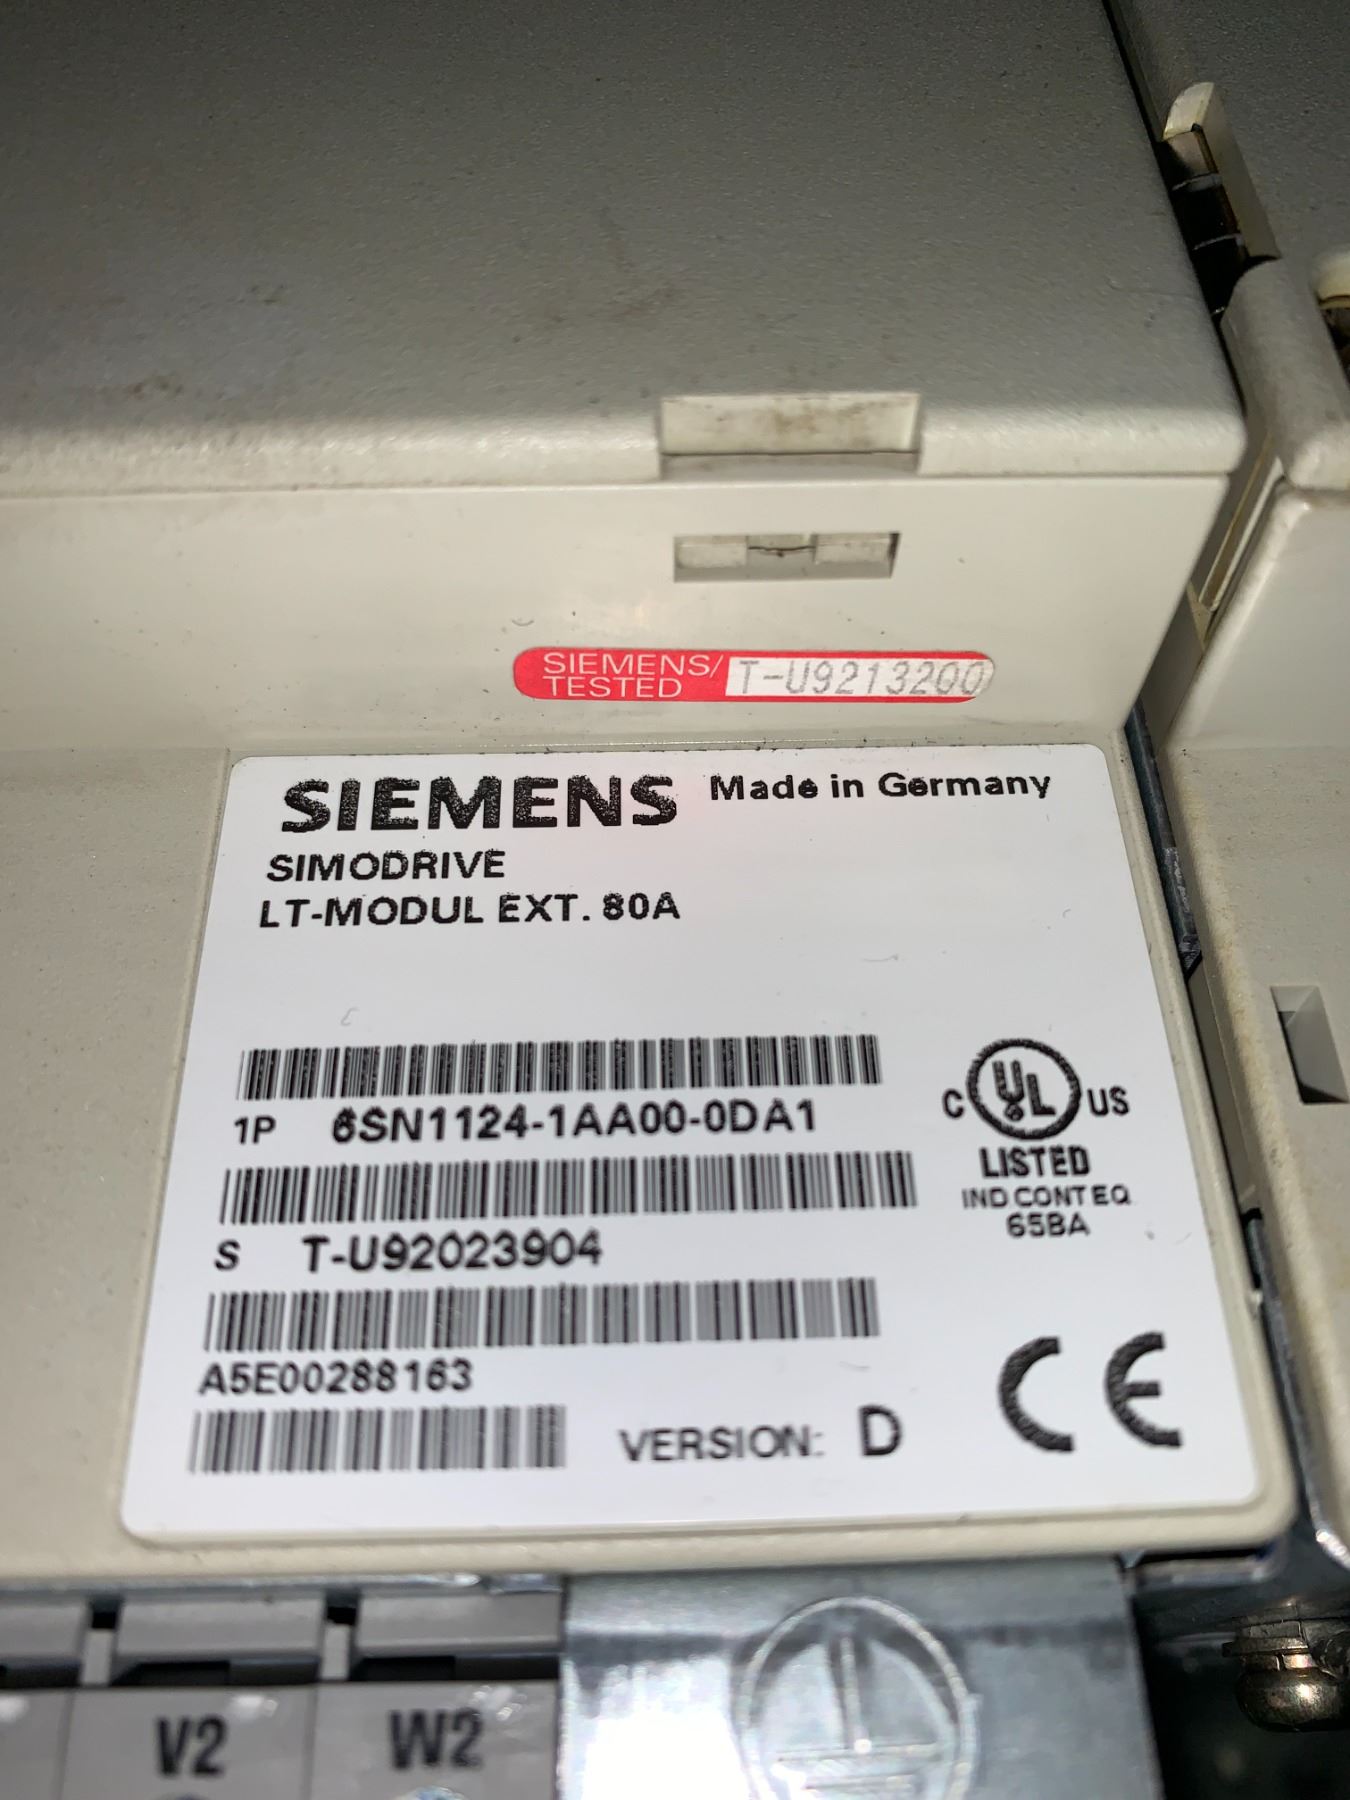 SIEMENS/
TESTED
T-U9213200
SIEMENS Made in Germany
SIMODRIVE
LT-MODUL EXT. 80A
1P 6SN1124-1AA00-0DA1
C UL US
LISTED
IND CONT EQ
65BA
S T-U92023904
A5E00288163
VERSION: D
CE
V2
W2